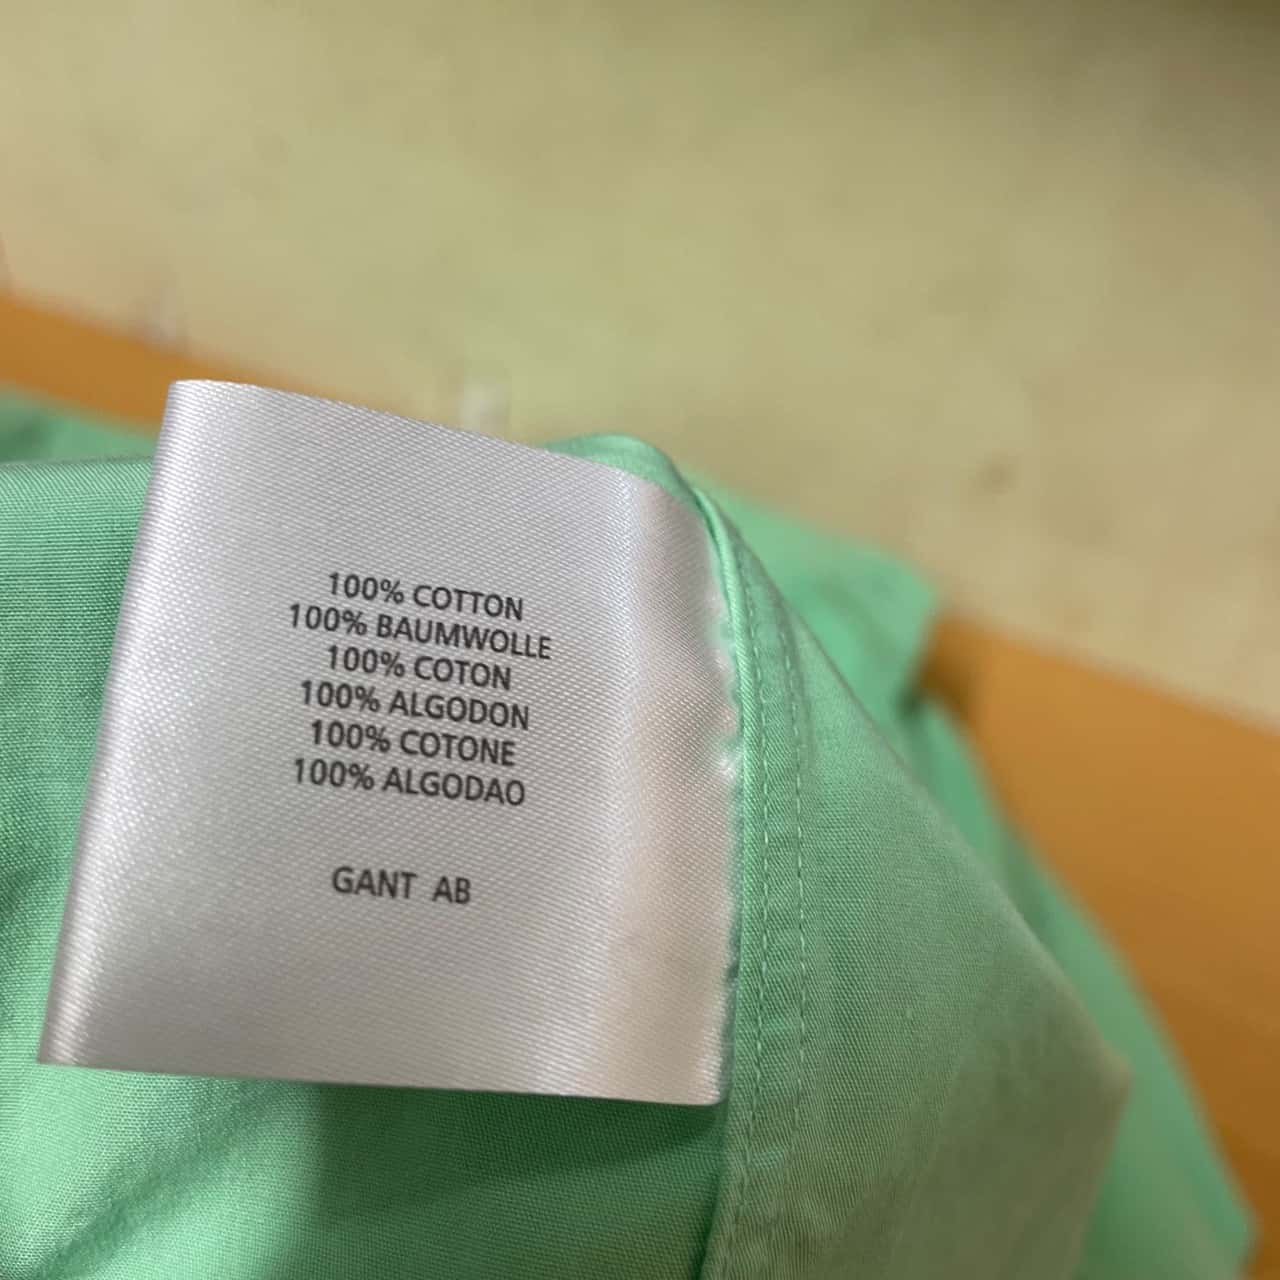 100% COTTON
100% BAUMWOLLE
100% COTON
100% ALGODON
100% COTONE
100% ALGODAO
GANT AB